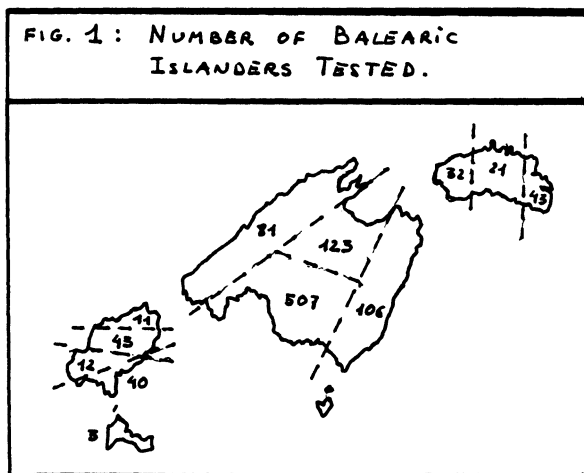 FIG. 1: NUMBER OF BALEARIC
ISLANDERS TESTED.
32 21 43
81 123
507 106
11
43
12 40
3